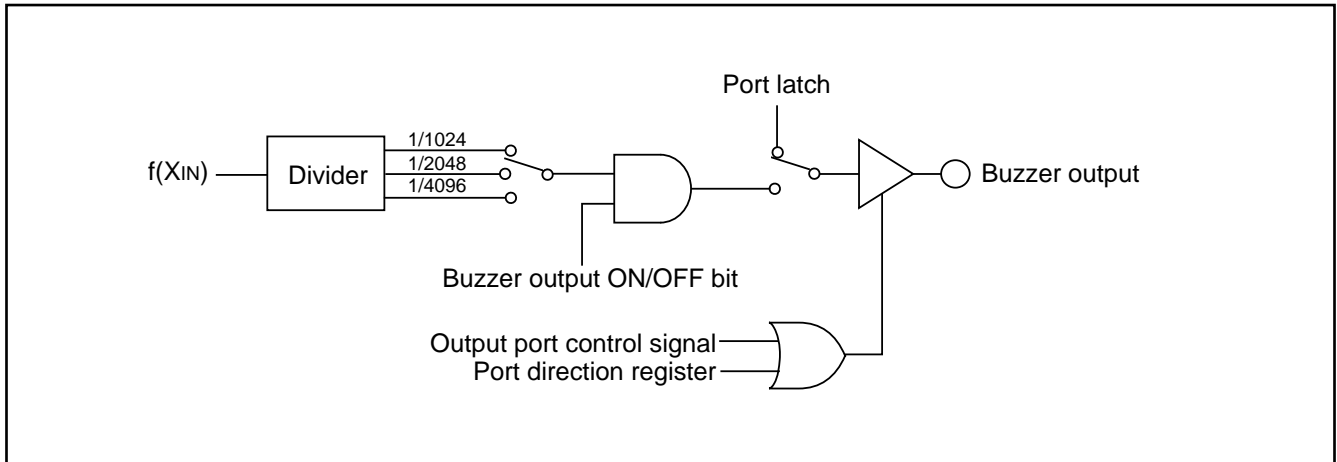 Port latch
1/1024
f(XIN)
Divider
1/2048
1/4096
Buzzer output
Buzzer output ON/OFF bit
Output port control signal
Port direction register